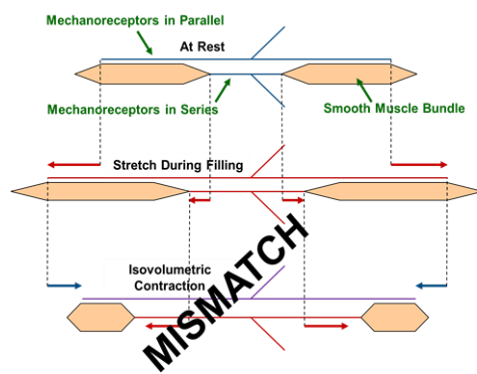 Mechanoreceptors in Parallel
At Rest
Mechanoreceptors in Series
Smooth Muscle Bundle
Stretch During Filling
MISMATCH
Isovolumetric
Contraction